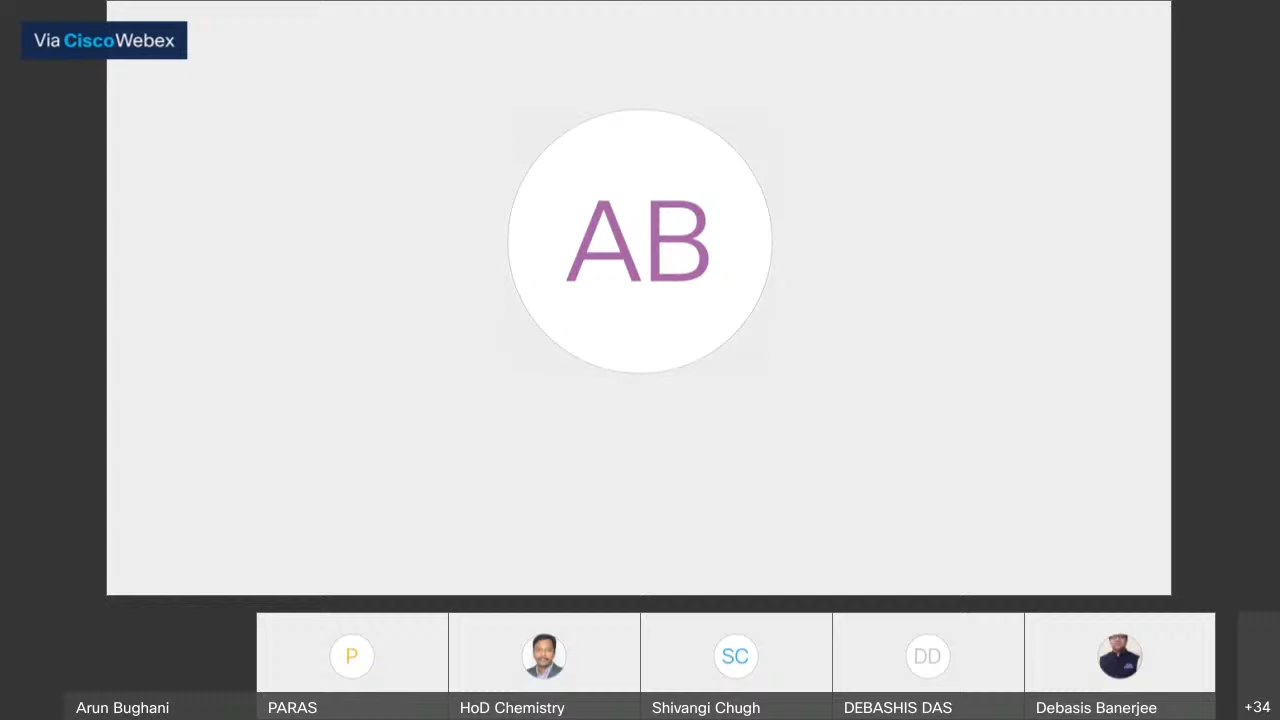 Via CiscoWebex
AB
P
SC
DD
Arun Bughani
PARAS
HoD Chemistry
Shivangi Chugh
DEBASHIS DAS
Debasis Banerjee
+34